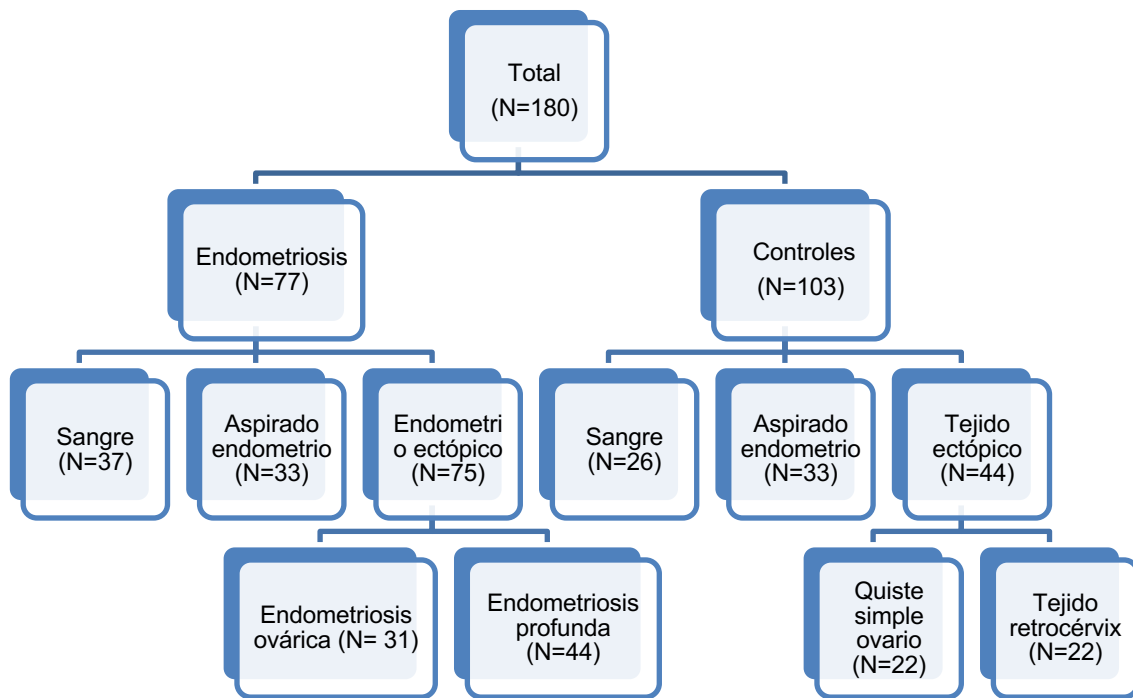 Total
(N=180)
Endometriosis
(N=77)
Controles
(N=103)
Sangre
(N=37)
Aspirado
endometrio
(N=33)
Endometri
o ectópico
(N=75)
Sangre
(N=26)
Aspirado
endometrio
(N=33)
Tejido
ectópico
(N=44)
Endometriosis
ovárica (N= 31)
Endometriosis
profunda
(N=44)
Quiste
simple
ovario
(N=22)
Tejido
retrocérvix
(N=22)